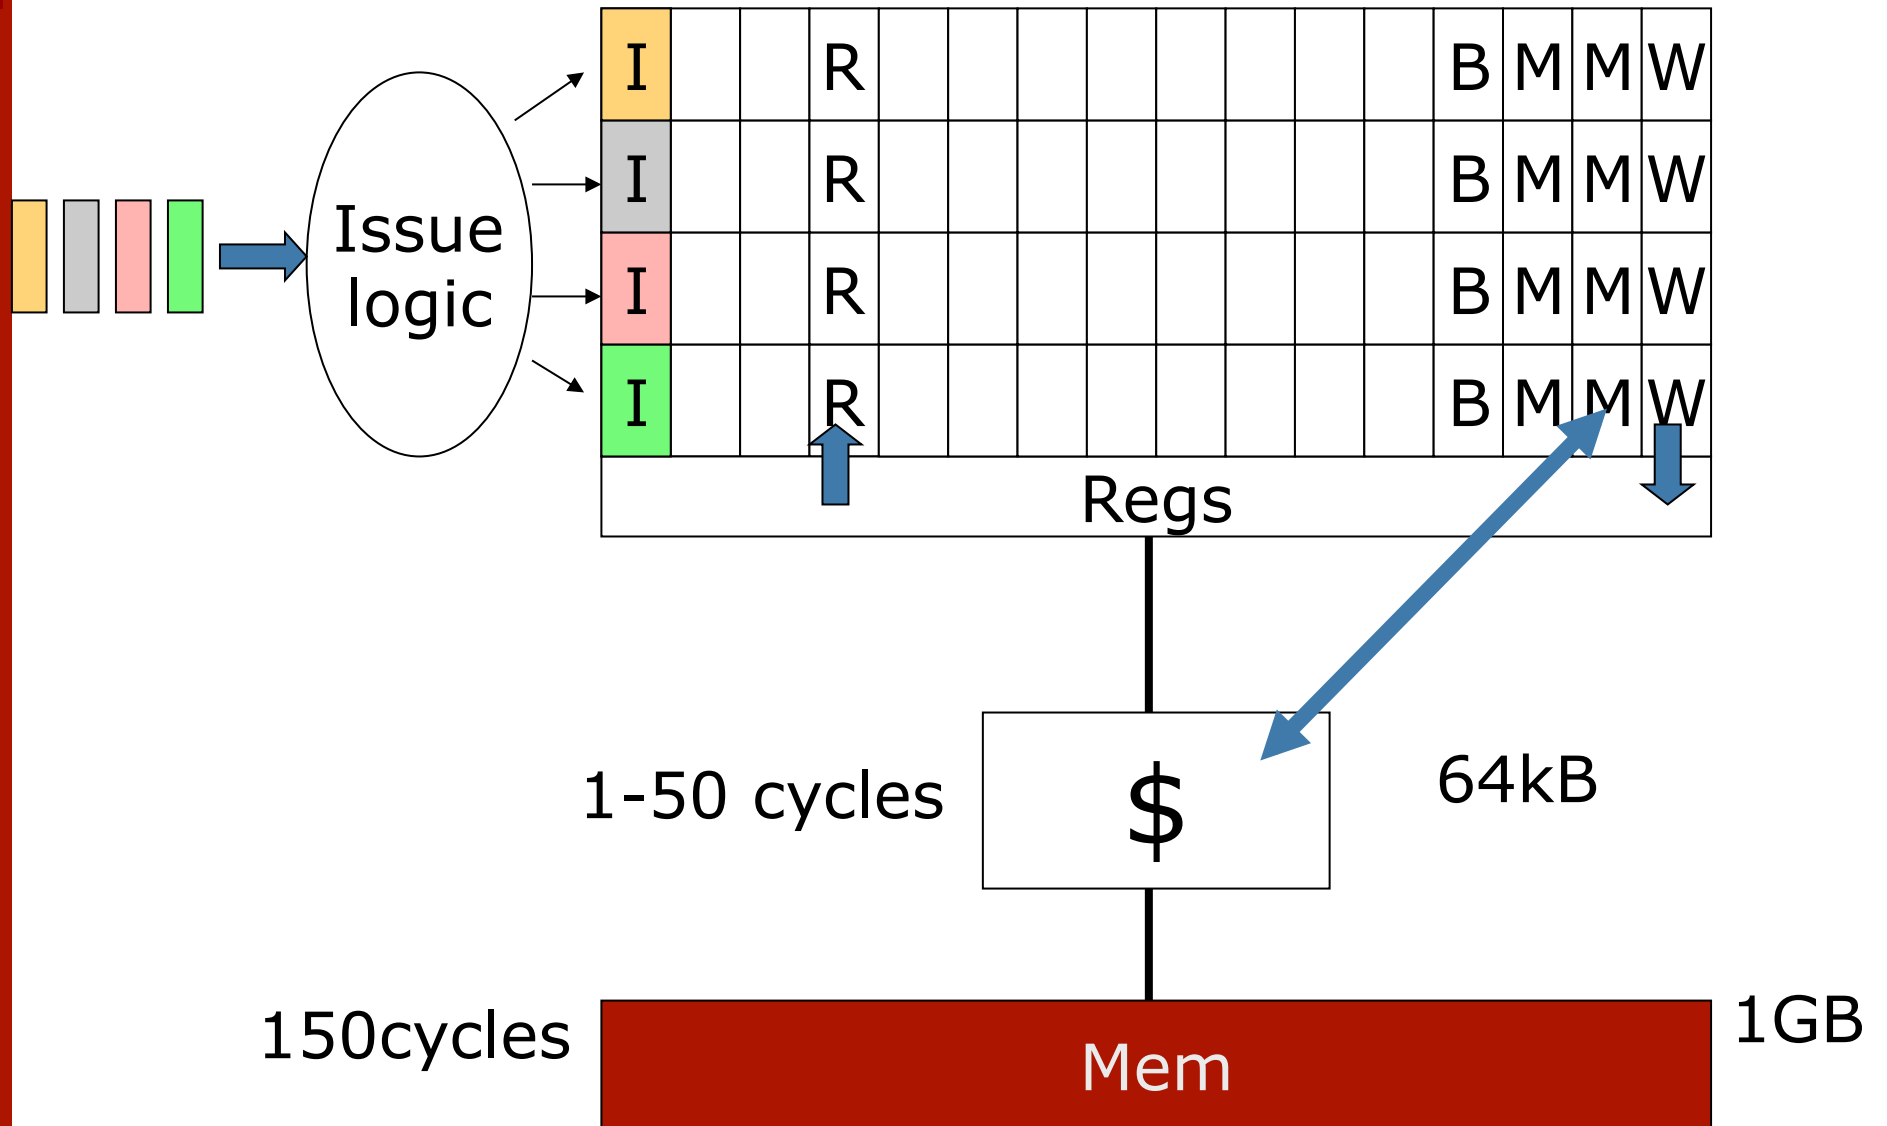 I R B M M W
I R B M M W
Issue
logic
I R B M M W
I R B M M W
Regs
1-50 cycles
$
64kB
150cycles
Mem
1GB